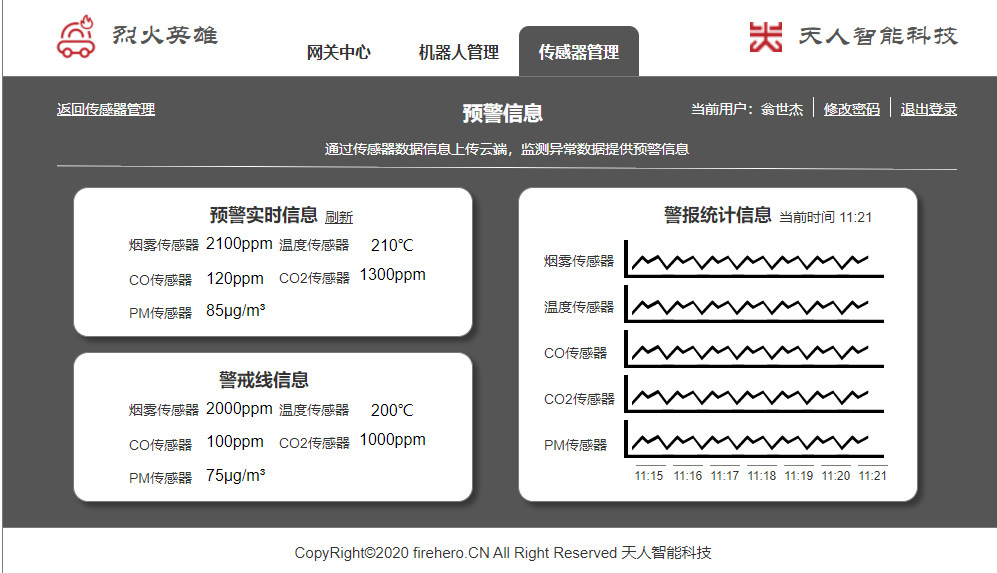 烈火英雄
网关中心 机器人管理 传感器管理
天人智能科技
返回传感器管理
预警信息
当前用户：翁世杰 修改密码 退出登录
通过传感器数据信息上传云端，监测异常数据提供预警信息
预警实时信息 刷新
烟雾传感器 2100ppm 温度传感器 210℃
CO传感器 120ppm CO2传感器 1300ppm
PM传感器 85μg/m³
警戒线信息
烟雾传感器 2000ppm 温度传感器 200℃
CO传感器 100ppm CO2传感器 1000ppm
PM传感器 75μg/m³
警报统计信息 当前时间 11:21
烟雾传感器
温度传感器
CO传感器
CO2传感器
PM传感器
11:15 11:16 11:17 11:18 11:19 11:20 11:21
CopyRight©2020 firehero.CN All Right Reserved 天人智能科技